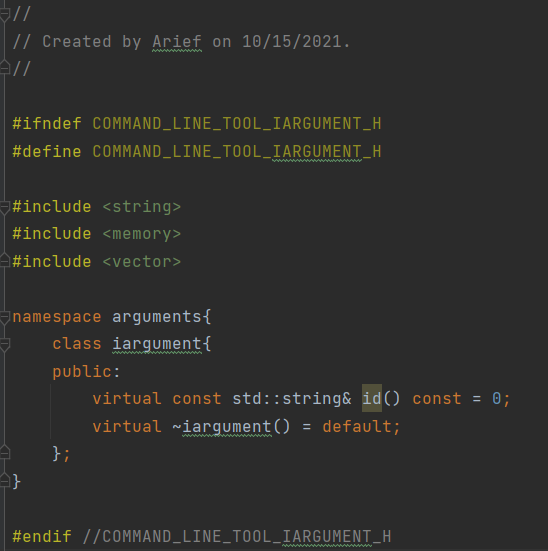 //
// Created by Arief on 10/15/2021.
//
#ifndef COMMAND_LINE_TOOL_IARGUMENT_H
#define COMMAND_LINE_TOOL_IARGUMENT_H
#include <string>
#include <memory>
#include <vector>
namespace arguments{
    class iargument{
    public:
        virtual const std::string& id() const = 0;
        virtual ~iargument() = default;
    };
}
#endif //COMMAND_LINE_TOOL_IARGUMENT_H